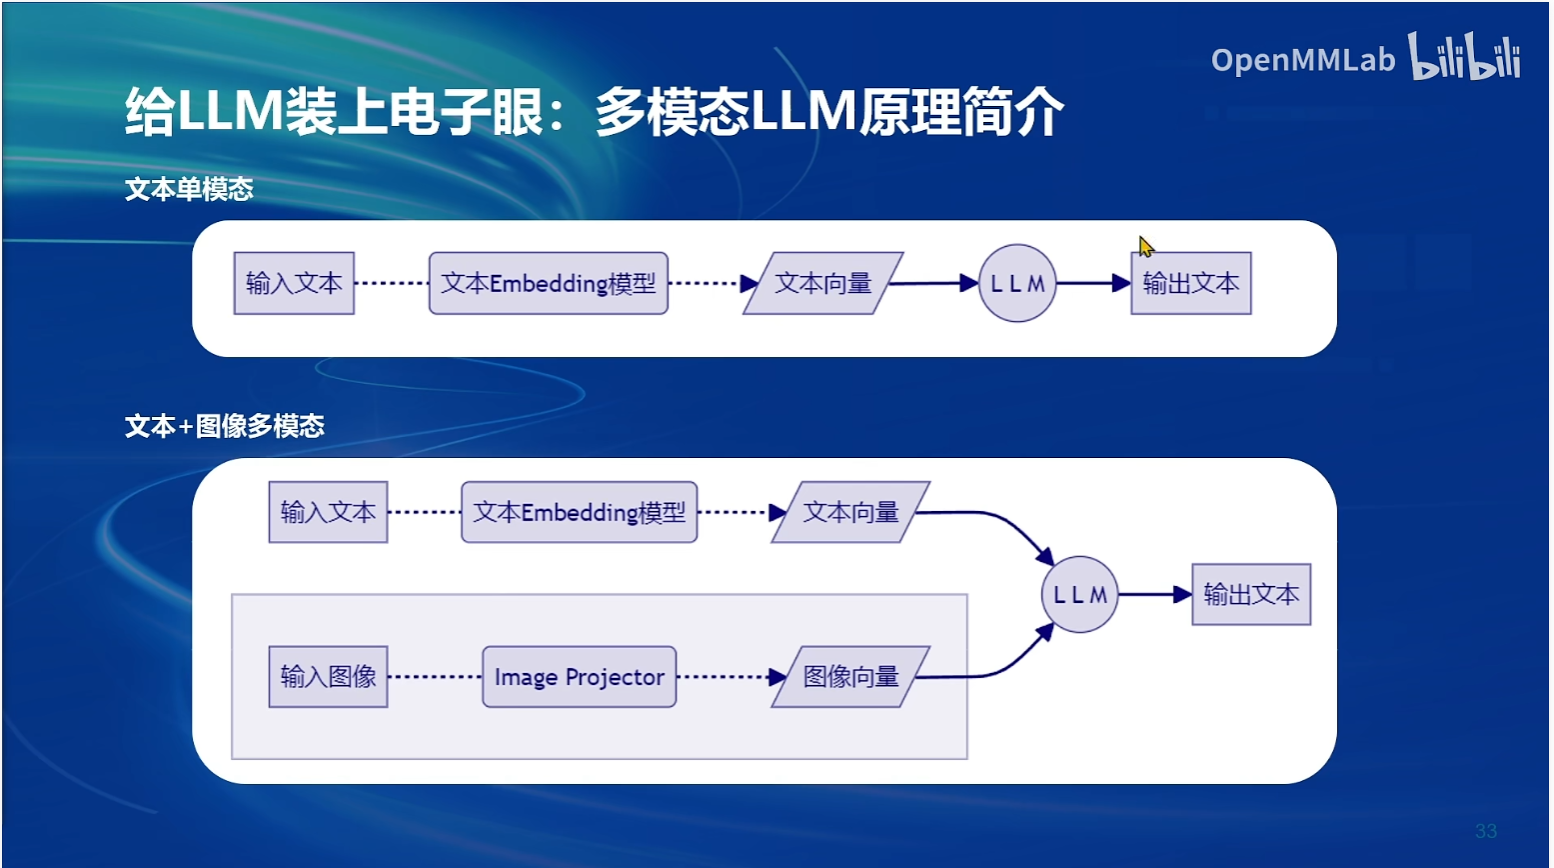 OpenMMLab bilibili
给LLM装上电子眼：多模态LLM原理简介
文本单模态
输入文本
文本Embedding模型
文本向量
LLM
输出文本
文本+图像多模态
输入文本
文本Embedding模型
文本向量
LLM
输出文本
输入图像
Image Projector
图像向量
33